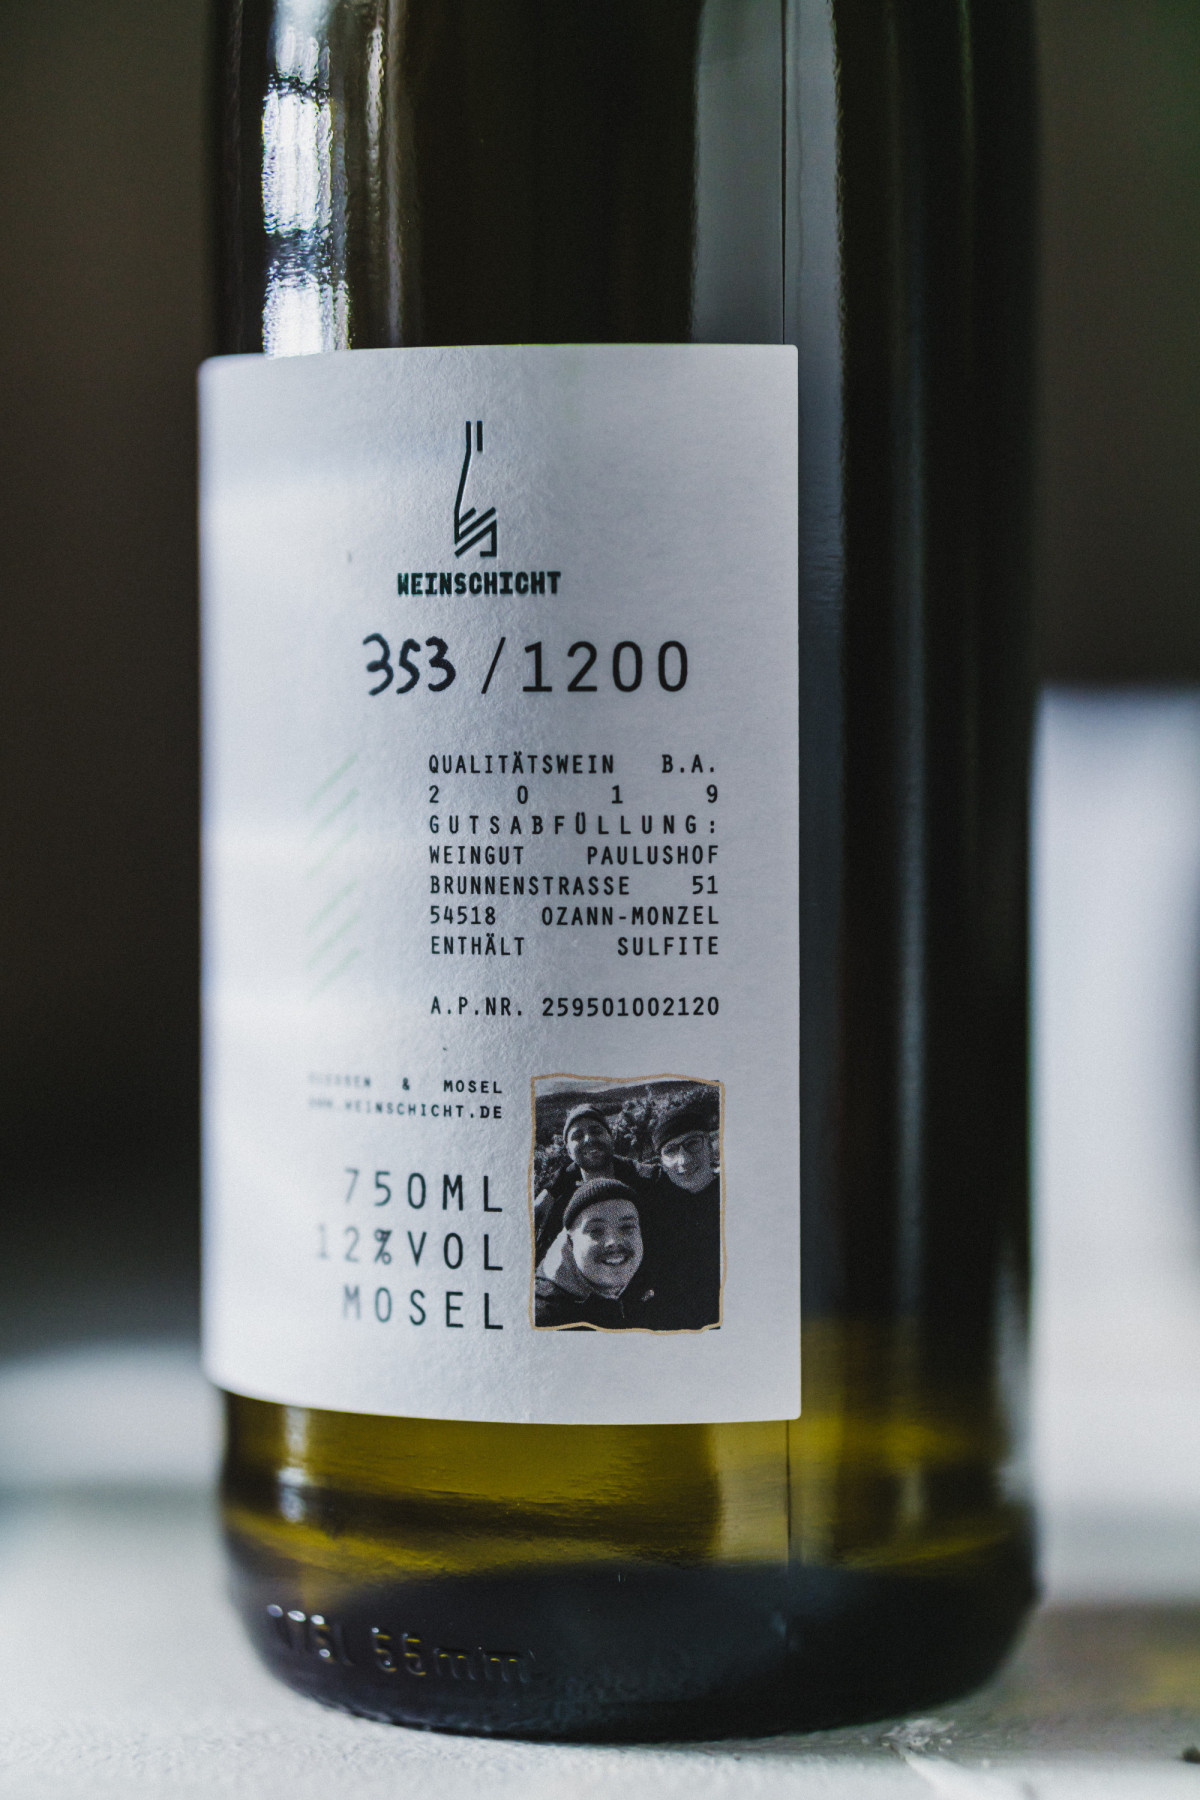 WEINSCHICHT
353 /1200
QUALITÄTSWEIN B.A.
2 0 1 9
GUTSABFÜLLUNG:
WEINGUT PAULUSHOF
BRUNNENSTRASSE 51
54518 OZANN-MONZEL
ENTHÄLT SULFITE
A.P.NR. 259501002120
& MOSEL
www.WEINSCHICHT.DE
750ML
12%VOL
MOSEL
55mm